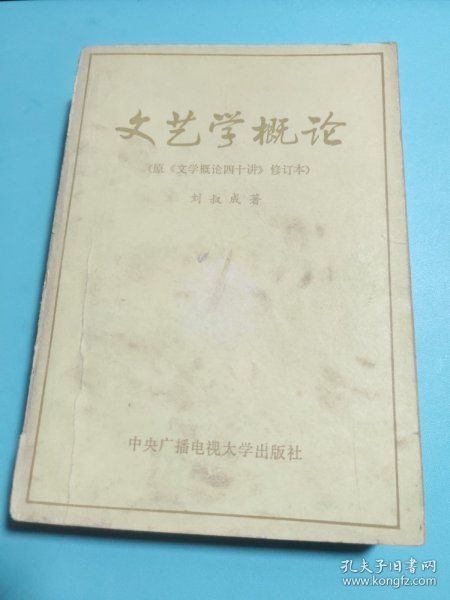 文艺学概论
（原《文学概论四十讲》修订本）
刘叔成著
中央广播电视大学出版社
孔夫子旧书网
www.kongfz.com